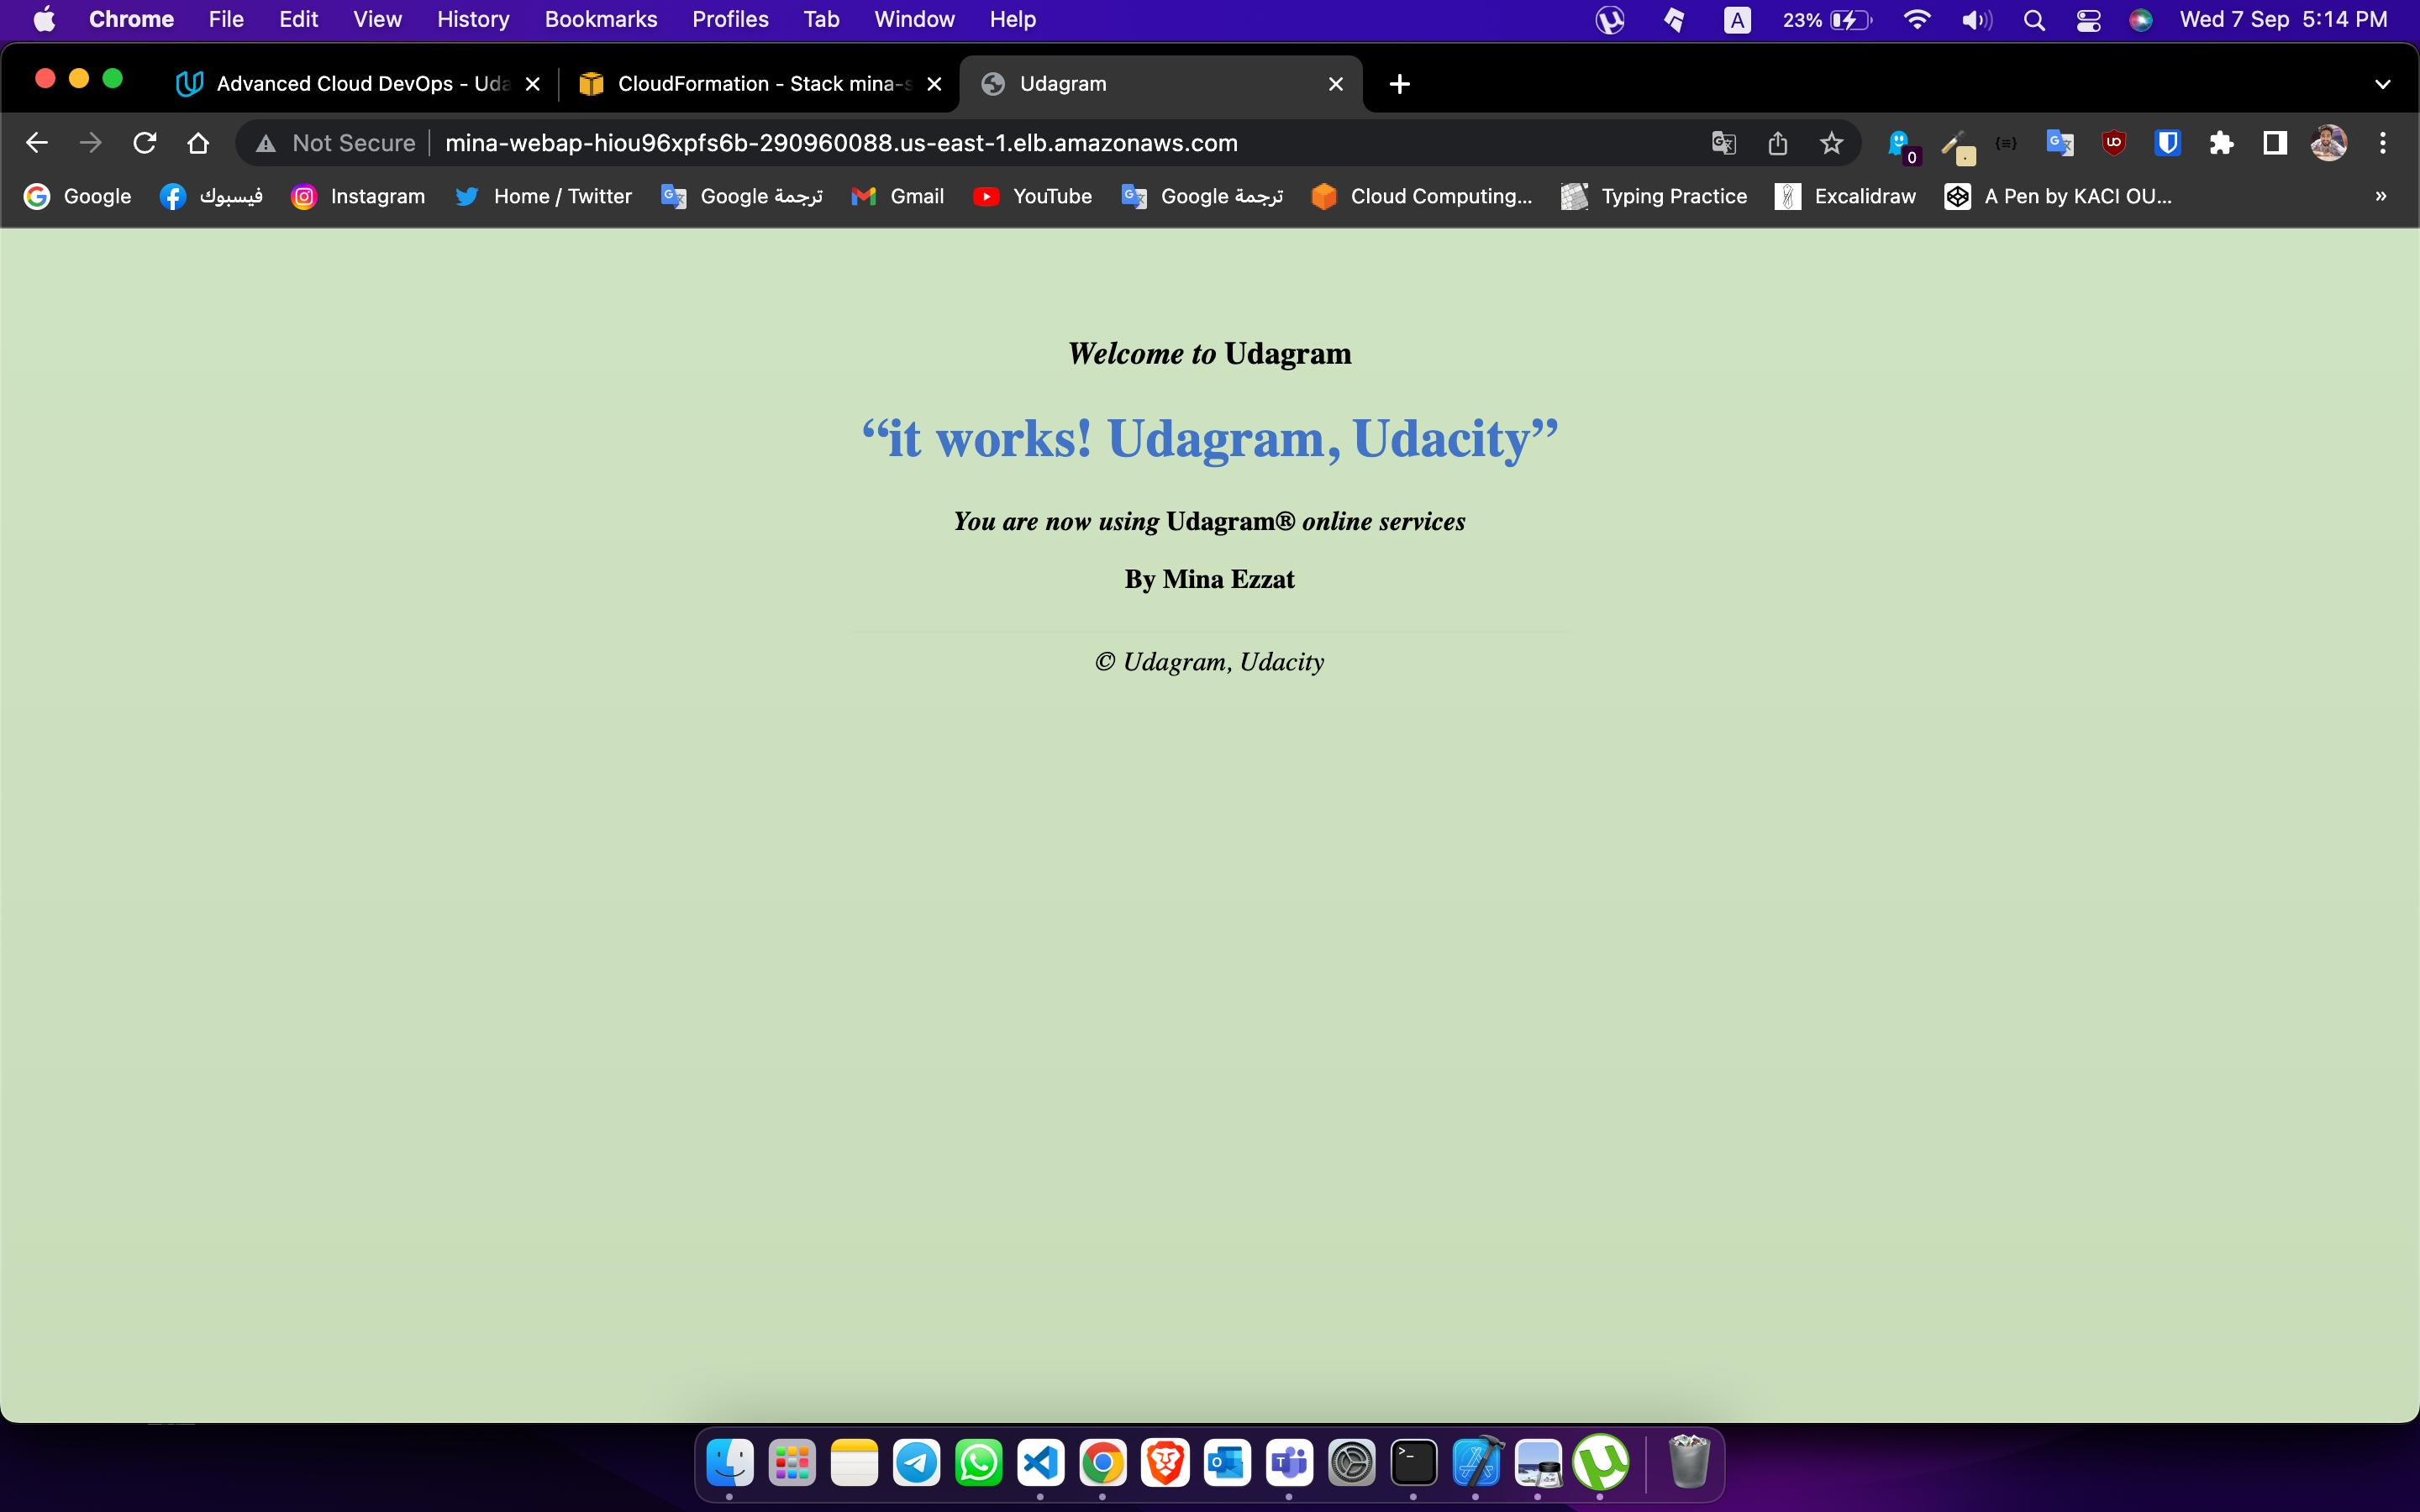 Chrome File Edit View History Bookmarks Profiles Tab Window Help A 23% Wed 7 Sep 5:14 PM
Advanced Cloud DevOps - Uda CloudFormation - Stack mina-s Udagram
Not Secure mina-webap-hiou96xpfs6b-290960088.us-east-1.elb.amazonaws.com 0
Google فيسبوك Instagram Home / Twitter ترجمة Google Gmail YouTube ترجمة Google Cloud Computing... Typing Practice Excalidraw A Pen by KACI OU... »
Welcome to Udagram
“it works! Udagram, Udacity”
You are now using Udagram® online services
By Mina Ezzat
© Udagram, Udacity